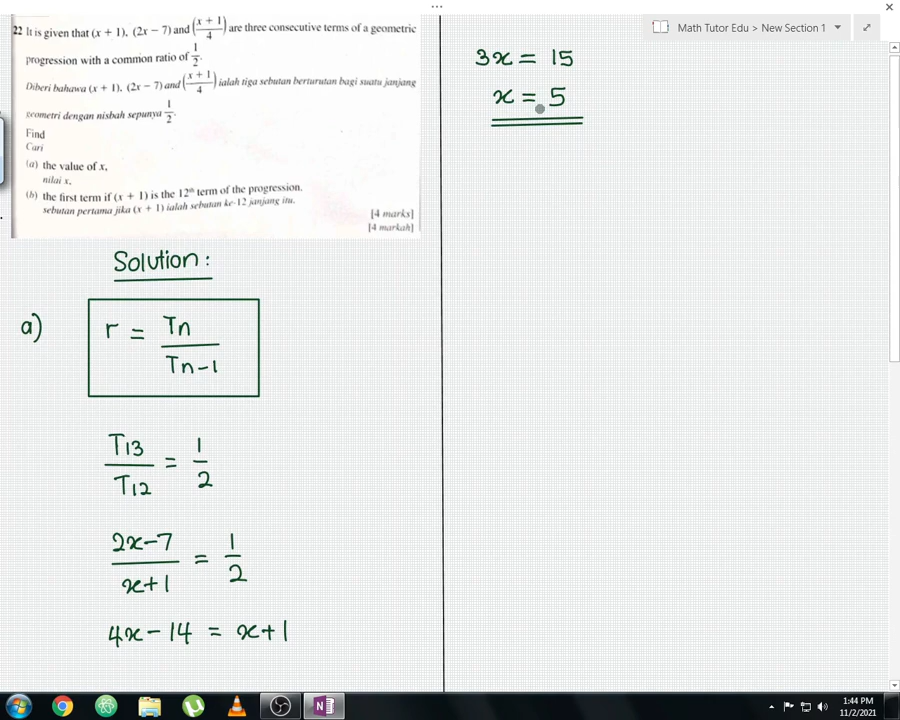 22 It is given that (x + 1), (2x − 7) and ((x + 1)/4) are three consecutive terms of a geometric
progression with a common ratio of 1/2.
Diberi bahawa (x + 1), (2x − 7) and ((x + 1)/4) ialah tiga sebutan berturutan bagi suatu janjang
geometri dengan nisbah sepunya 1/2.
Find
Cari
(a) the value of x,
nilai x,
(b) the first term if (x + 1) is the 12th term of the progression.
sebutan pertama jika (x + 1) ialah sebutan ke-12 janjang itu.
[4 marks]
[4 markah]
Solution:
a) r = Tn/Tn−1
T13/T12 = 1/2
(2x−7)/(x+1) = 1/2
4x − 14 = x+1
Math Tutor Edu > New Section 1
3x = 15
x = 5
1:44 PM
11/2/2021